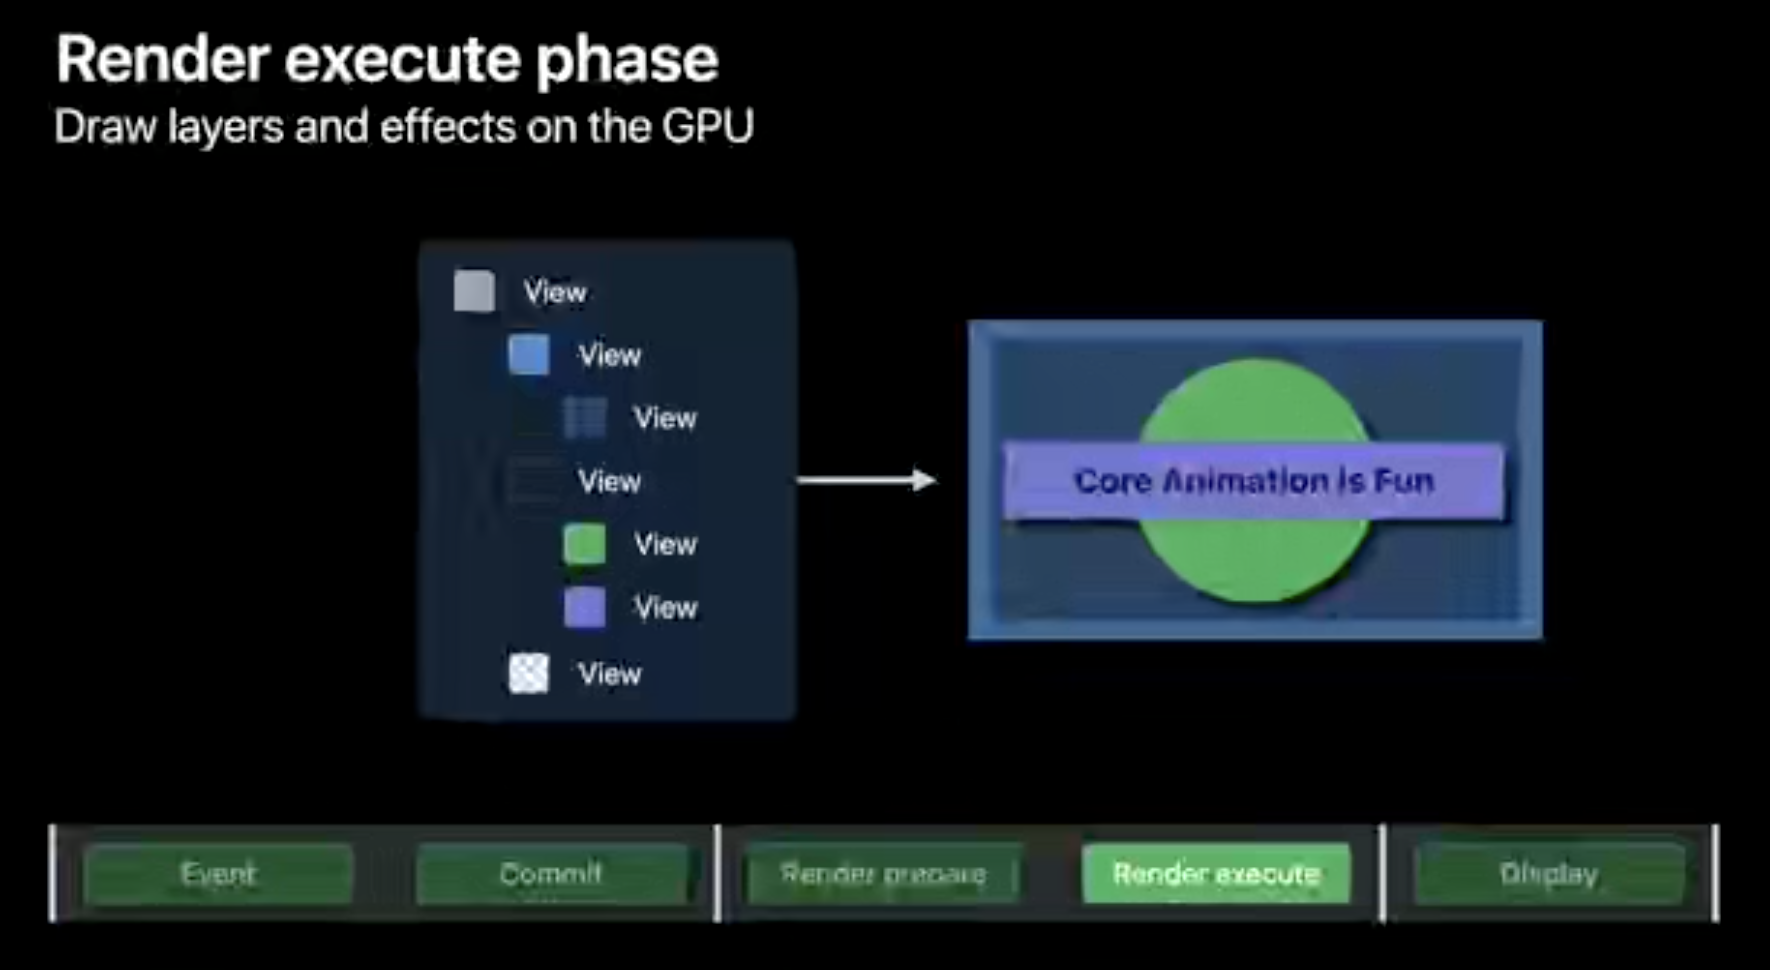 Render execute phase
Draw layers and effects on the GPU
View
View
View
View
View
View
View
Core Animation is Fun
Event
Commit
Render prepare
Render execute
Display